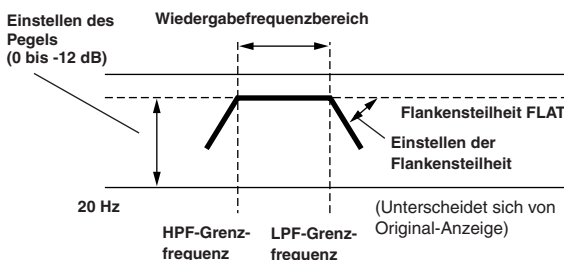 Einstellen des
Pegels
(0 bis -12 dB)
Wiedergabefrequenzbereich
Flankensteilheit FLAT
Einstellen der
Flankensteilheit
20 Hz
(Unterscheidet sich von
Original-Anzeige)
HPF-Grenz-
frequenz
LPF-Grenz-
frequenz